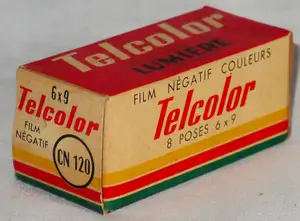 Telcolor
LUMIÈRE
6x9
Telcolor
FILM
NÉGATIF
CN 120
FILM NÉGATIF COULEURS
Telcolor
8 POSES 6x9